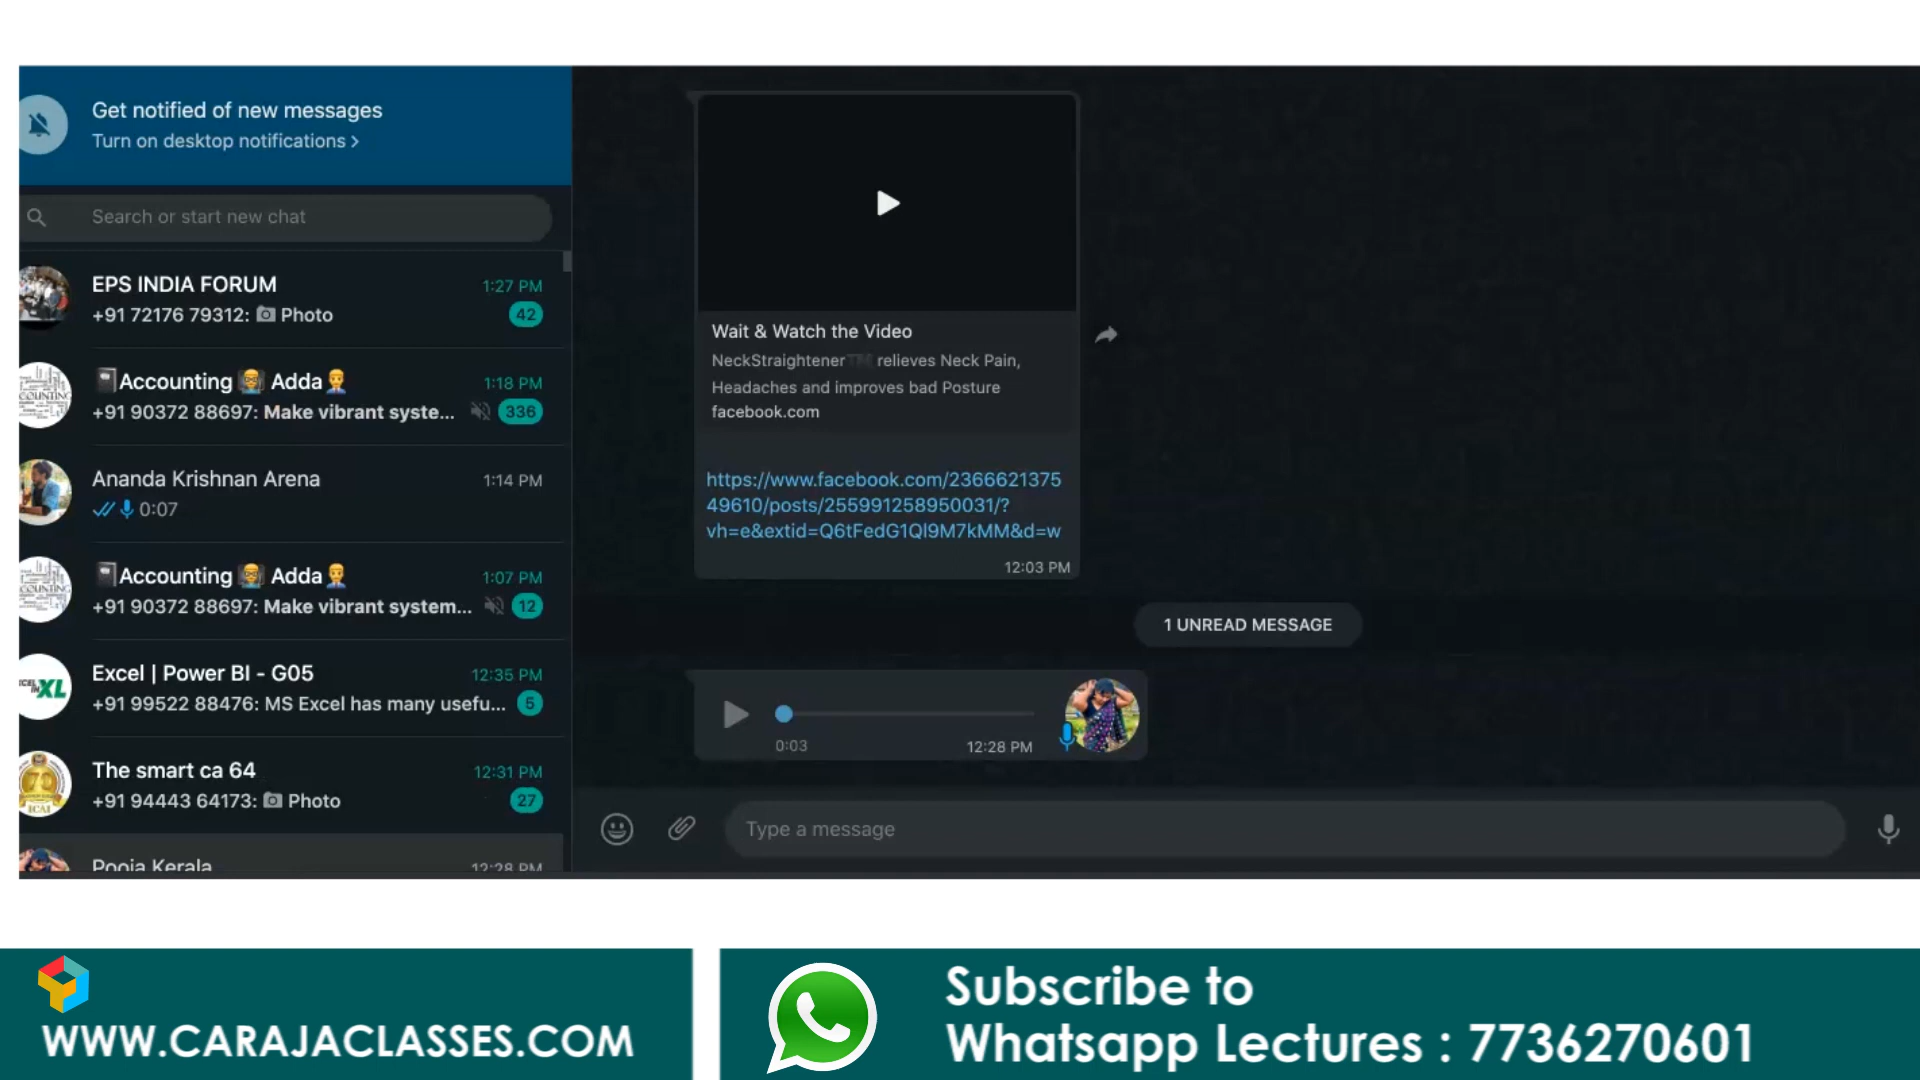 Get notified of new messages
Turn on desktop notifications >
Search or start new chat
EPS INDIA FORUM 1:27 PM
+91 72176 79312: Photo 42
Accounting Adda 1:18 PM
+91 90372 88697: Make vibrant syste... 336
Ananda Krishnan Arena 1:14 PM
0:07
Accounting Adda 1:07 PM
+91 90372 88697: Make vibrant system... 12
Excel | Power BI - G05 12:35 PM
+91 99522 88476: MS Excel has many usefu... 5
The smart ca 64 12:31 PM
+91 94443 64173: Photo 27
Pooja Kerala 12:28 PM
Wait & Watch the Video
NeckStraightener relieves Neck Pain,
Headaches and improves bad Posture
facebook.com
https://www.facebook.com/2366621375
49610/posts/255991258950031/?
vh=e&extid=Q6tFedG1Ql9M7kMM&d=w
12:03 PM
1 UNREAD MESSAGE
0:03 12:28 PM
Type a message
WWW.CARAJACLASSES.COM
Subscribe to
Whatsapp Lectures : 7736270601